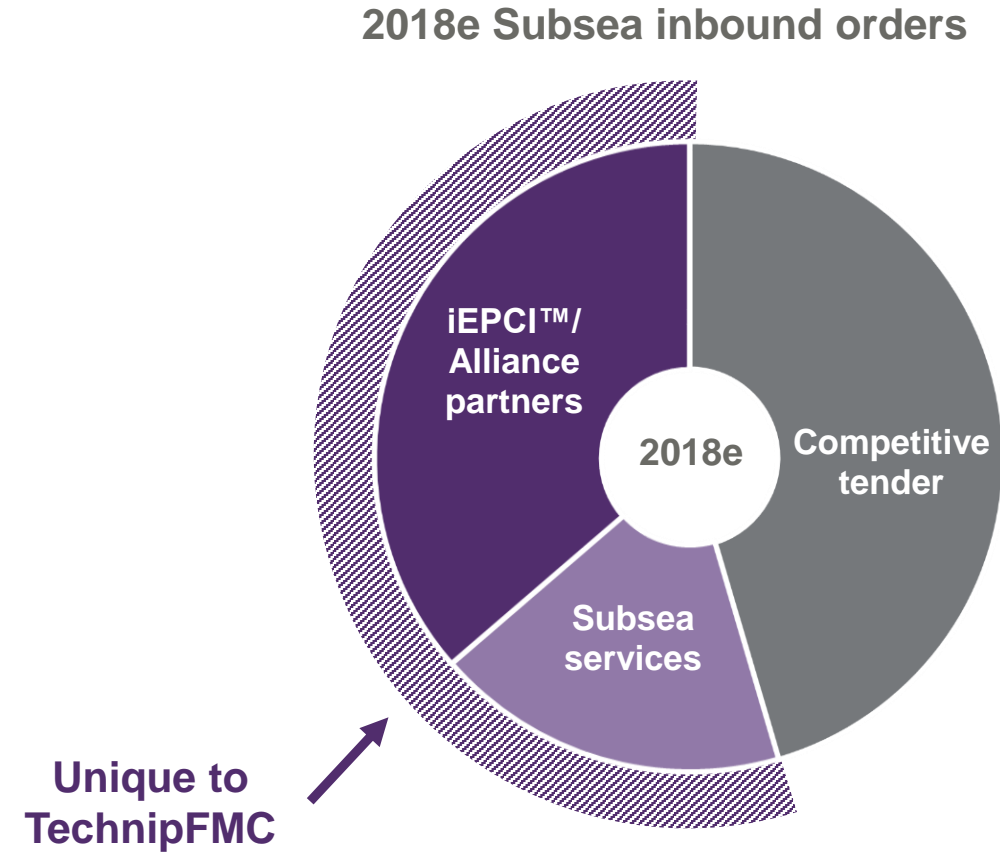 2018e Subsea inbound orders
iEPCI™/
Alliance
partners
2018e
Competitive
tender
Subsea
services
Unique to
TechnipFMC